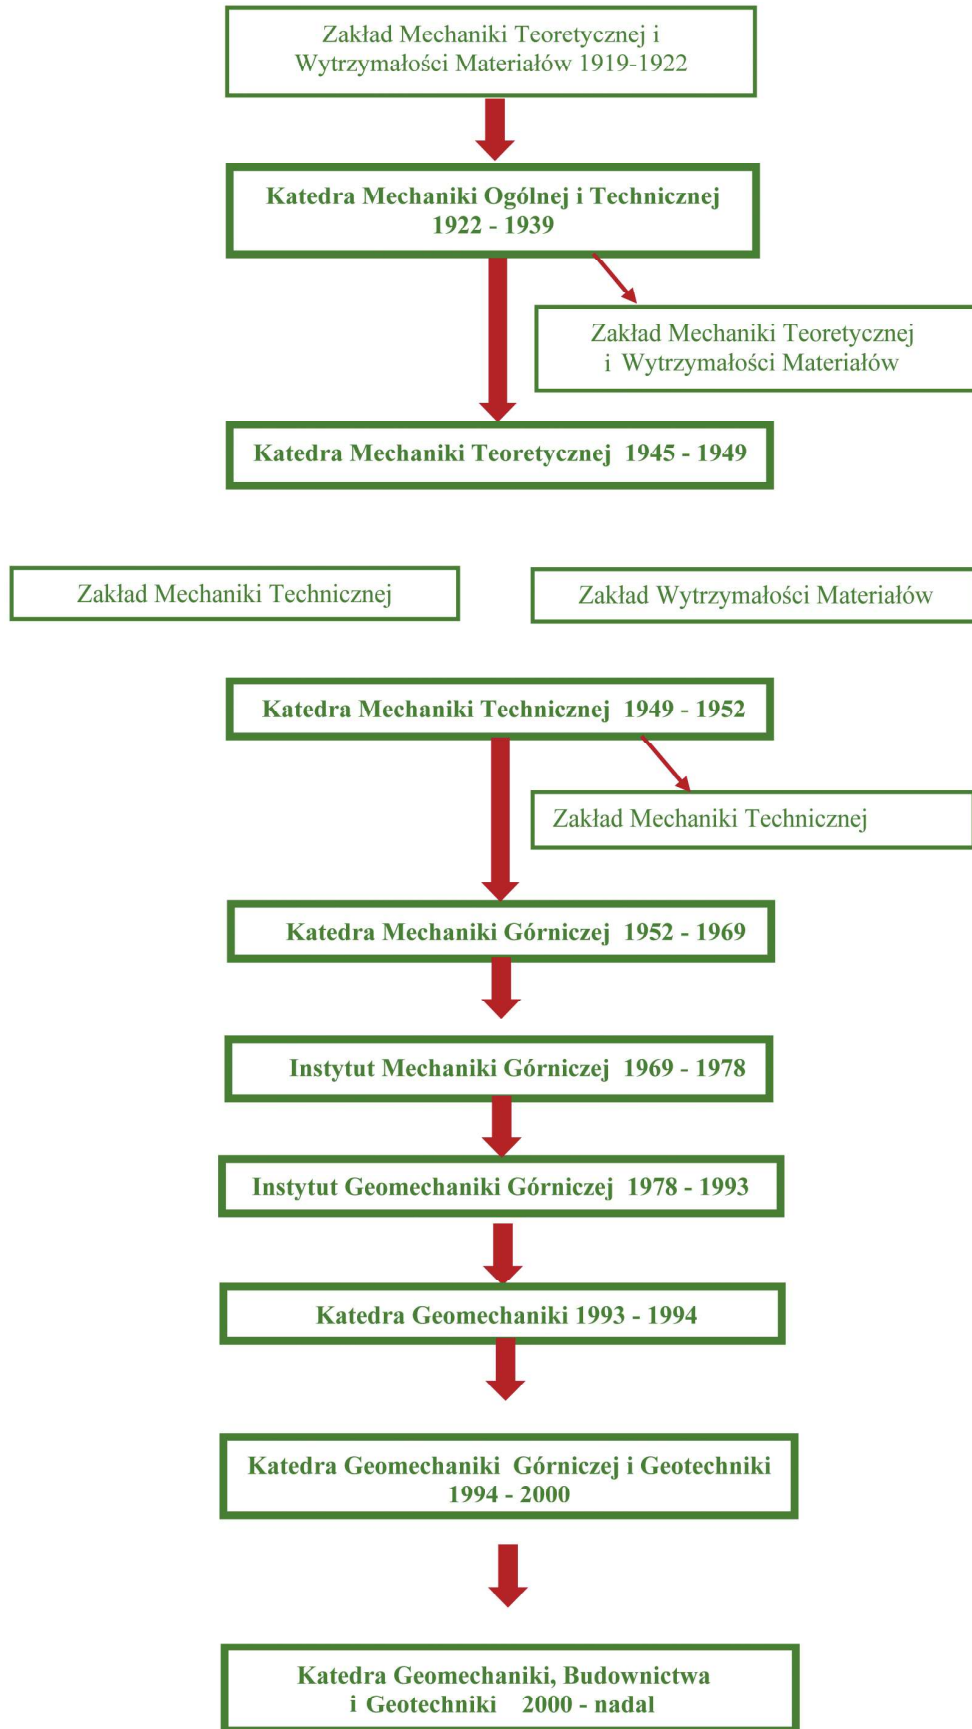 Zakład Mechaniki Teoretycznej i
Wytrzymałości Materiałów 1919-1922
Katedra Mechaniki Ogólnej i Technicznej
1922 - 1939
Zakład Mechaniki Teoretycznej
i Wytrzymałości Materiałów
Katedra Mechaniki Teoretycznej 1945 - 1949
Zakład Mechaniki Technicznej
Zakład Wytrzymałości Materiałów
Katedra Mechaniki Technicznej 1949 - 1952
Zakład Mechaniki Technicznej
Katedra Mechaniki Górniczej 1952 - 1969
Instytut Mechaniki Górniczej 1969 - 1978
Instytut Geomechaniki Górniczej 1978 - 1993
Katedra Geomechaniki 1993 - 1994
Katedra Geomechaniki Górniczej i Geotechniki
1994 - 2000
Katedra Geomechaniki, Budownictwa
i Geotechniki 2000 - nadal